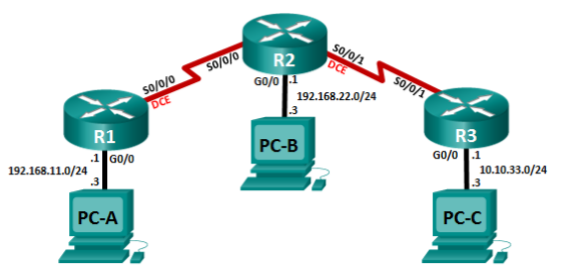 R2
S0/0/1
DCE
S0/0/0
G0/0
.1
192.168.22.0/24
.3
PC-B
S0/0/0
DCE
R1
.1
G0/0
192.168.11.0/24
.3
PC-A
S0/0/1
R3
G0/0
.1
10.10.33.0/24
.3
PC-C